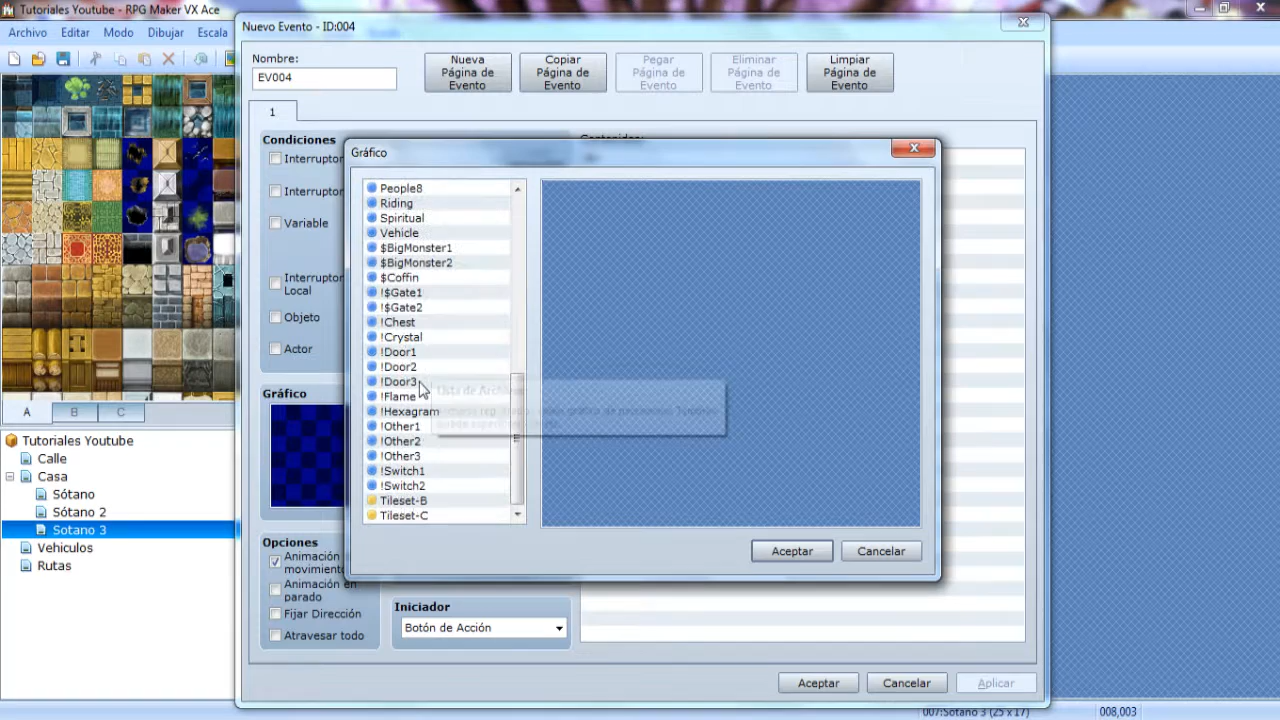 Tutoriales Youtube - RPG Maker VX Ace
Archivo Editar Modo Dibujar Escala
Nuevo Evento - ID:004
Nombre:
EV004
Nueva Página de Evento
Copiar Página de Evento
Pegar Página de Evento
Eliminar Página de Evento
Limpiar Página de Evento
1
Condiciones
Interruptor
Interruptor
Variable
Interruptor
Local
Objeto
Actor
Contenidos:
Gráfico
People8
Riding
Spiritual
Vehicle
$BigMonster1
$BigMonster2
$Coffin
!$Gate1
!$Gate2
!Chest
!Crystal
!Door1
!Door2
!Door3
!Flame
!Hexagram
!Other1
!Other2
!Other3
!Switch1
!Switch2
Tileset-B
Tileset-C
Aceptar Cancelar
Gráfico
Opciones
Animación
movimiento
Animación en
parado
Fijar Dirección
Atravesar todo
Iniciador
Botón de Acción
Aceptar Cancelar Aplicar
A B C
Tutoriales Youtube
Calle
Casa
Sótano
Sótano 2
Sotano 3
Vehiculos
Rutas
007:Sotano 3 (25 x 17) 008,003